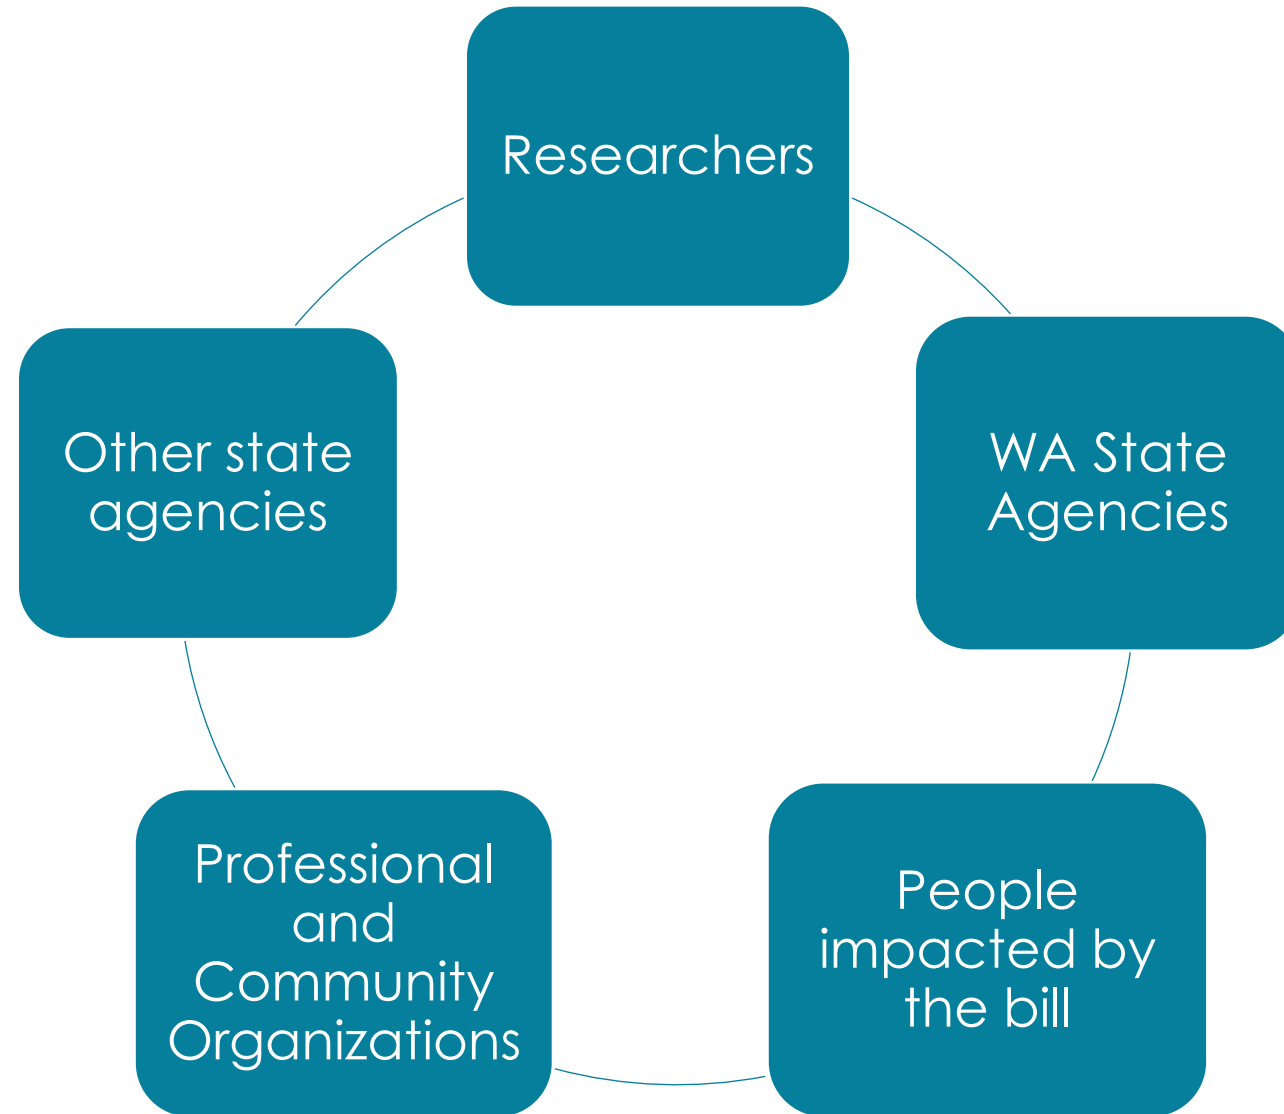 Researchers
WA State
Agencies
People
impacted by
the bill
Professional
and
Community
Organizations
Other state
agencies